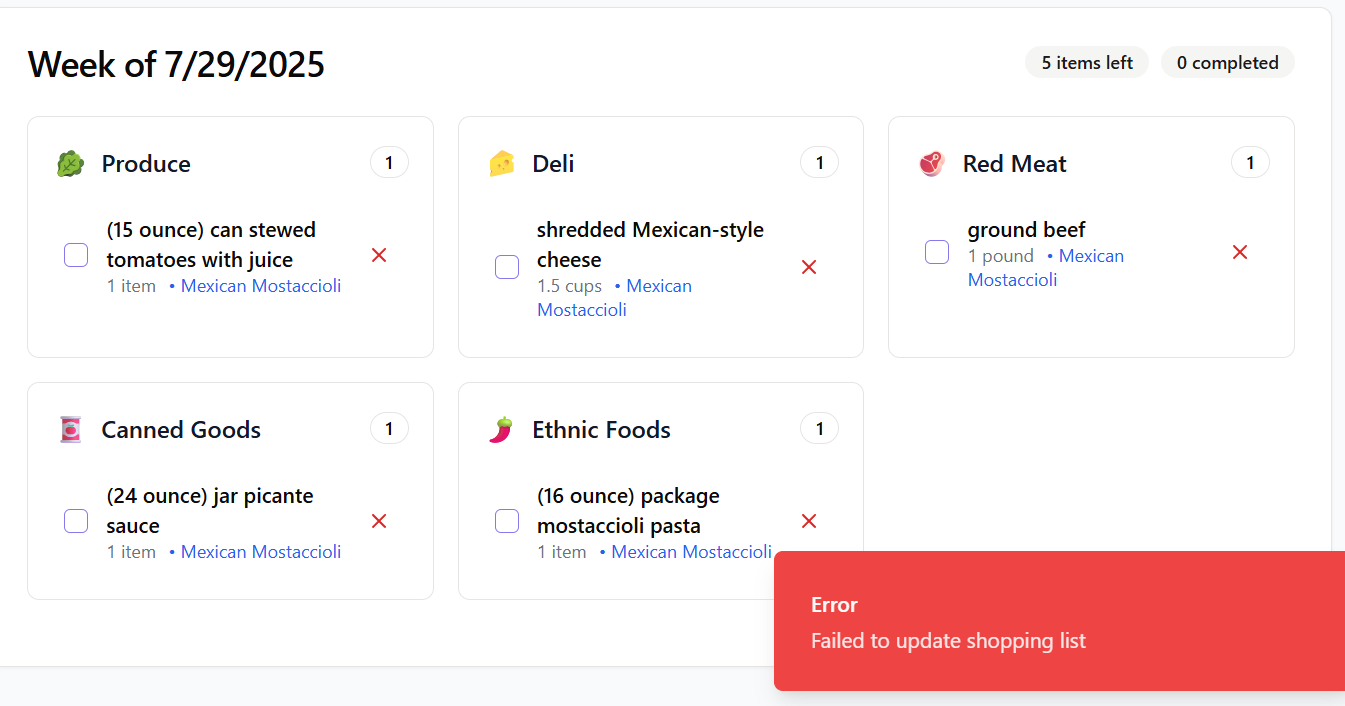 Week of 7/29/2025
5 items left
0 completed
Produce
1
(15 ounce) can stewed
tomatoes with juice
1 item • Mexican Mostaccioli
Deli
1
shredded Mexican-style
cheese
1.5 cups • Mexican
Mostaccioli
Red Meat
1
ground beef
1 pound • Mexican
Mostaccioli
Canned Goods
1
(24 ounce) jar picante
sauce
1 item • Mexican Mostaccioli
Ethnic Foods
1
(16 ounce) package
mostaccioli pasta
1 item • Mexican Mostaccioli
Error
Failed to update shopping list